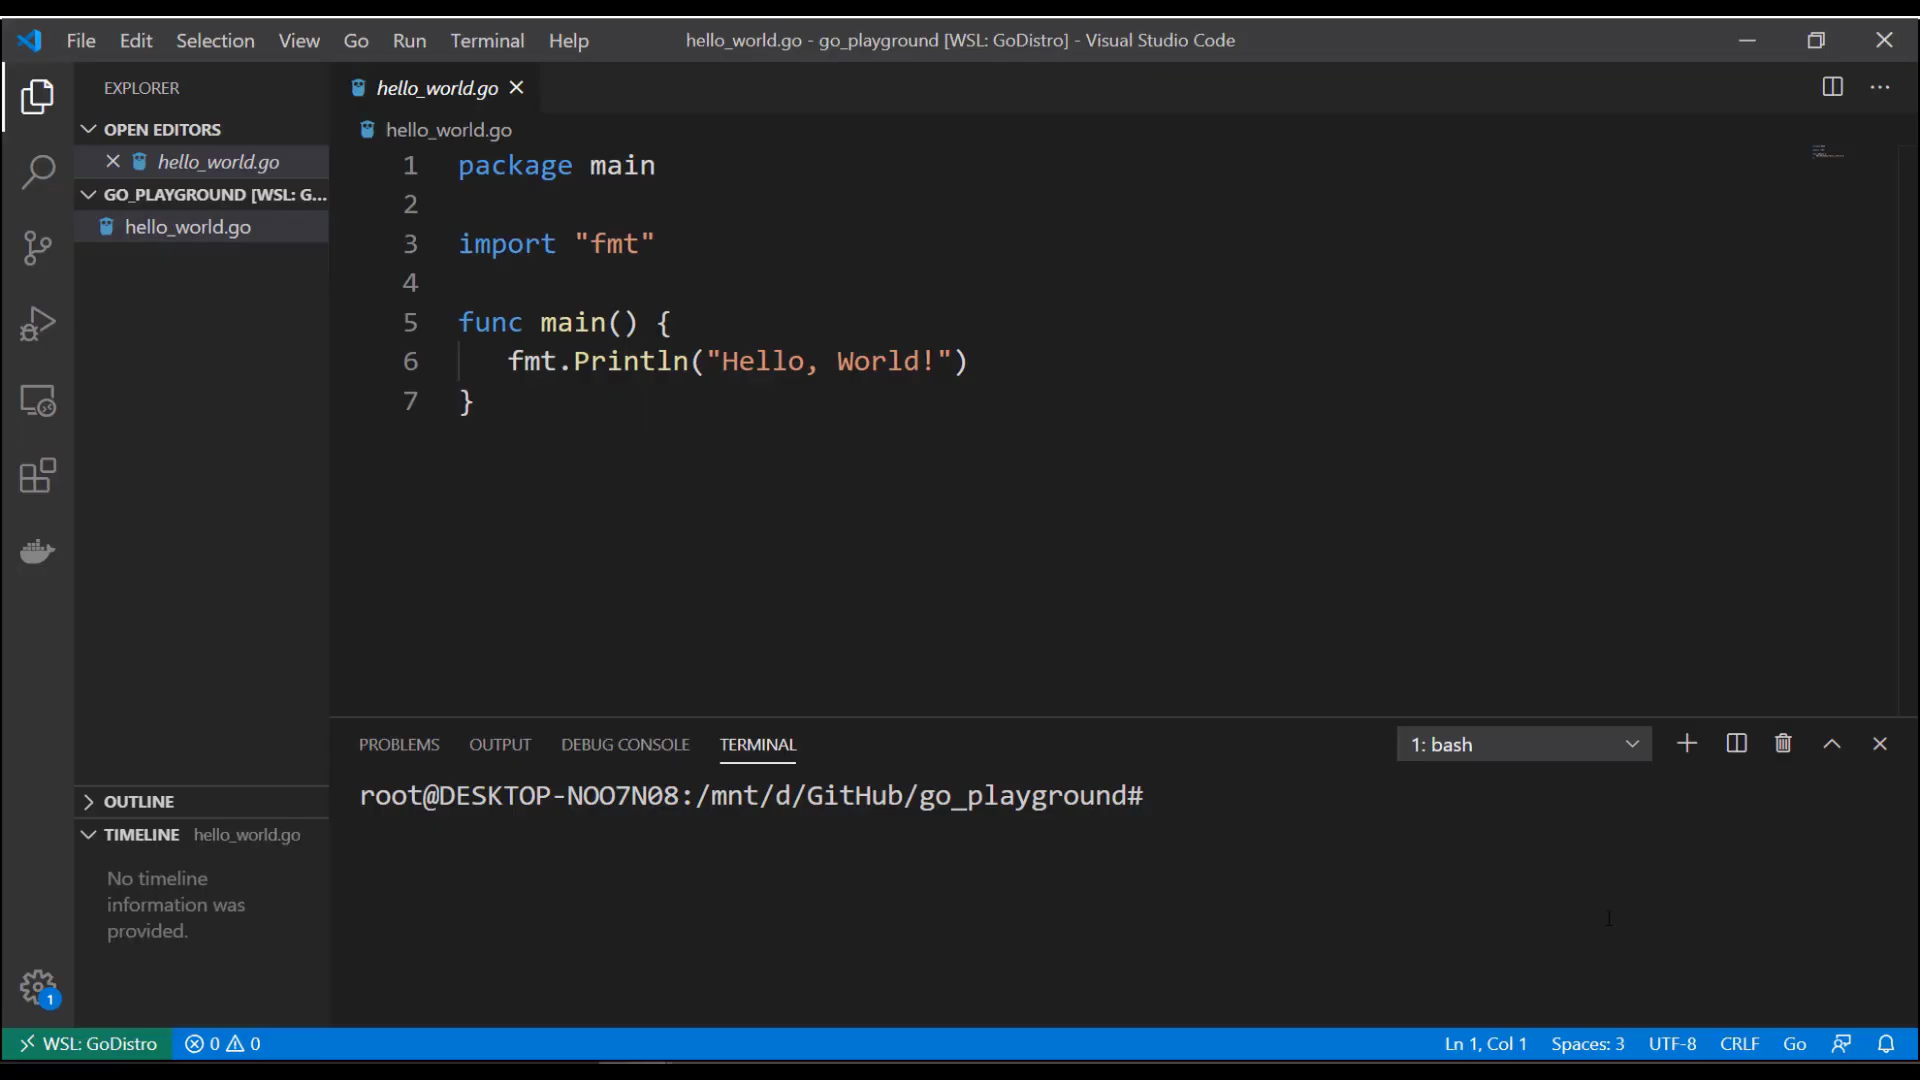 File Edit Selection View Go Run Terminal Help
hello_world.go - go_playground [WSL: GoDistro] - Visual Studio Code
EXPLORER
OPEN EDITORS
hello_world.go
GO_PLAYGROUND [WSL: G...
hello_world.go
OUTLINE
TIMELINE hello_world.go
No timeline
information was
provided.
1
hello_world.go
hello_world.go
1 package main
2
3 import "fmt"
4
5 func main() {
6 fmt.Println("Hello, World!")
7 }
PROBLEMS OUTPUT DEBUG CONSOLE TERMINAL
1: bash
root@DESKTOP-NOO7N08:/mnt/d/GitHub/go_playground#
WSL: GoDistro 0 0
Ln 1, Col 1 Spaces: 3 UTF-8 CRLF Go